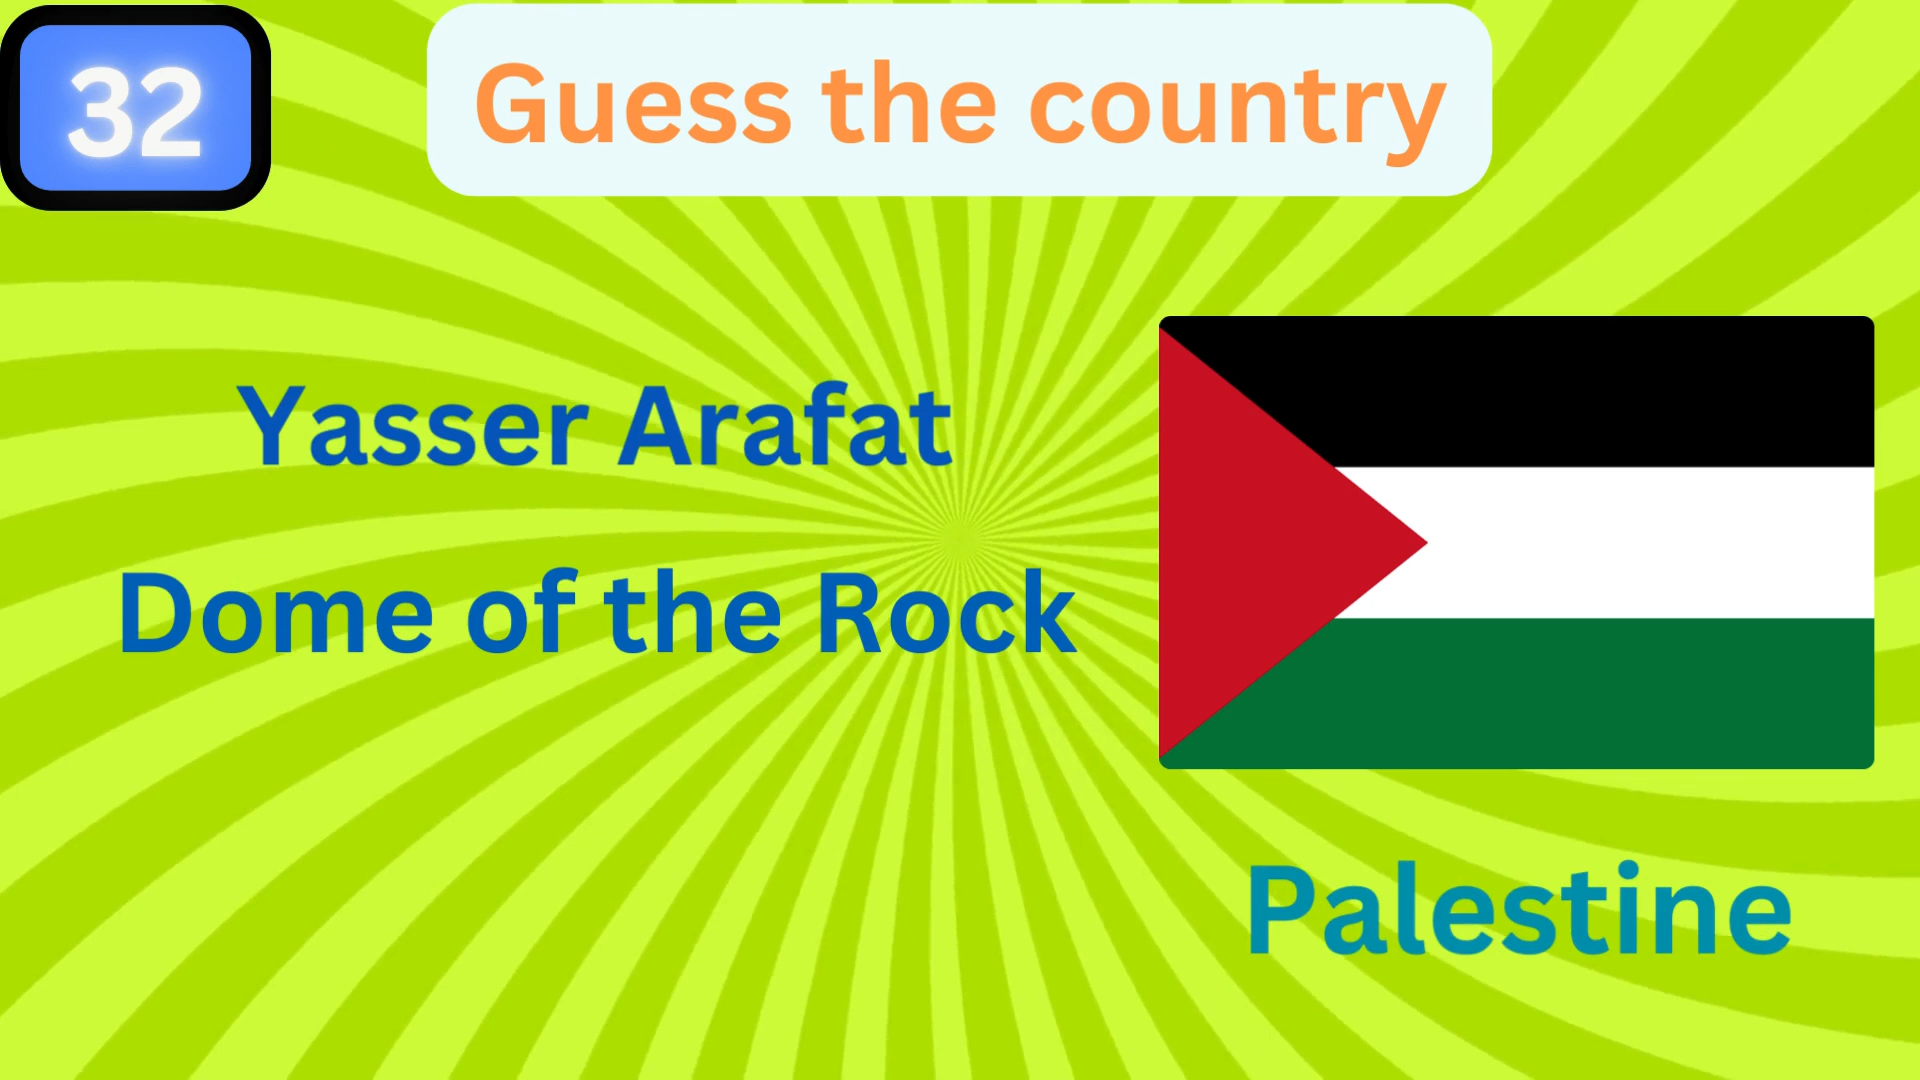 32
Guess the country
Yasser Arafat
Dome of the Rock
Palestine